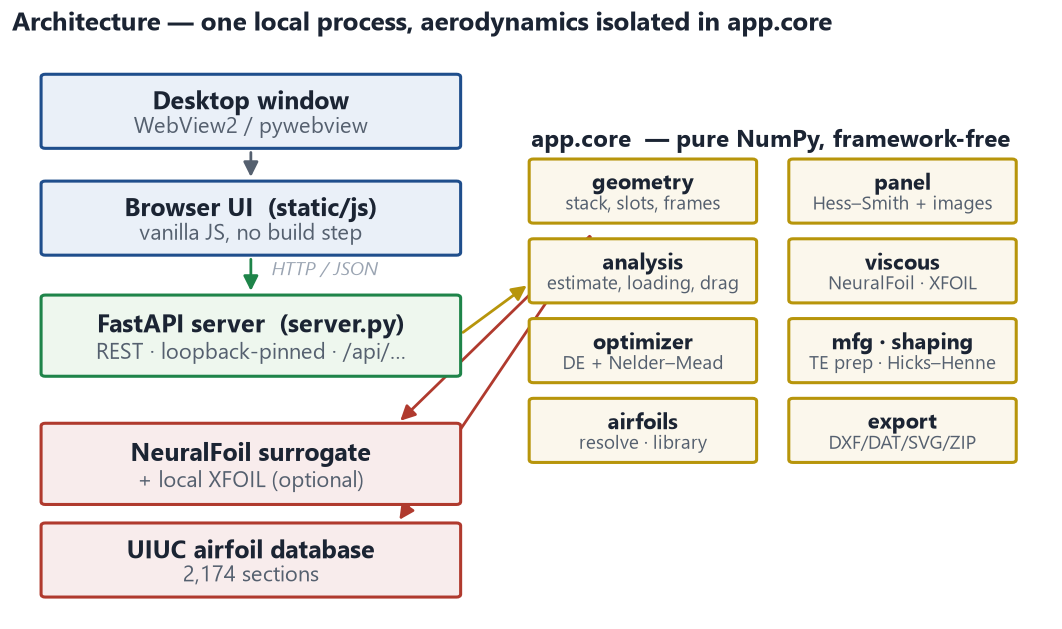 Architecture — one local process, aerodynamics isolated in app.core
Desktop window
WebView2 / pywebview
Browser UI  (static/js)
vanilla JS, no build step
HTTP / JSON
FastAPI server  (server.py)
REST · loopback-pinned · /api/…
NeuralFoil surrogate
+ local XFOIL (optional)
UIUC airfoil database
2,174 sections
app.core  — pure NumPy, framework-free
geometry
stack, slots, frames
panel
Hess–Smith + images
analysis
estimate, loading, drag
viscous
NeuralFoil · XFOIL
optimizer
DE + Nelder–Mead
mfg · shaping
TE prep · Hicks–Henne
airfoils
resolve · library
export
DXF/DAT/SVG/ZIP